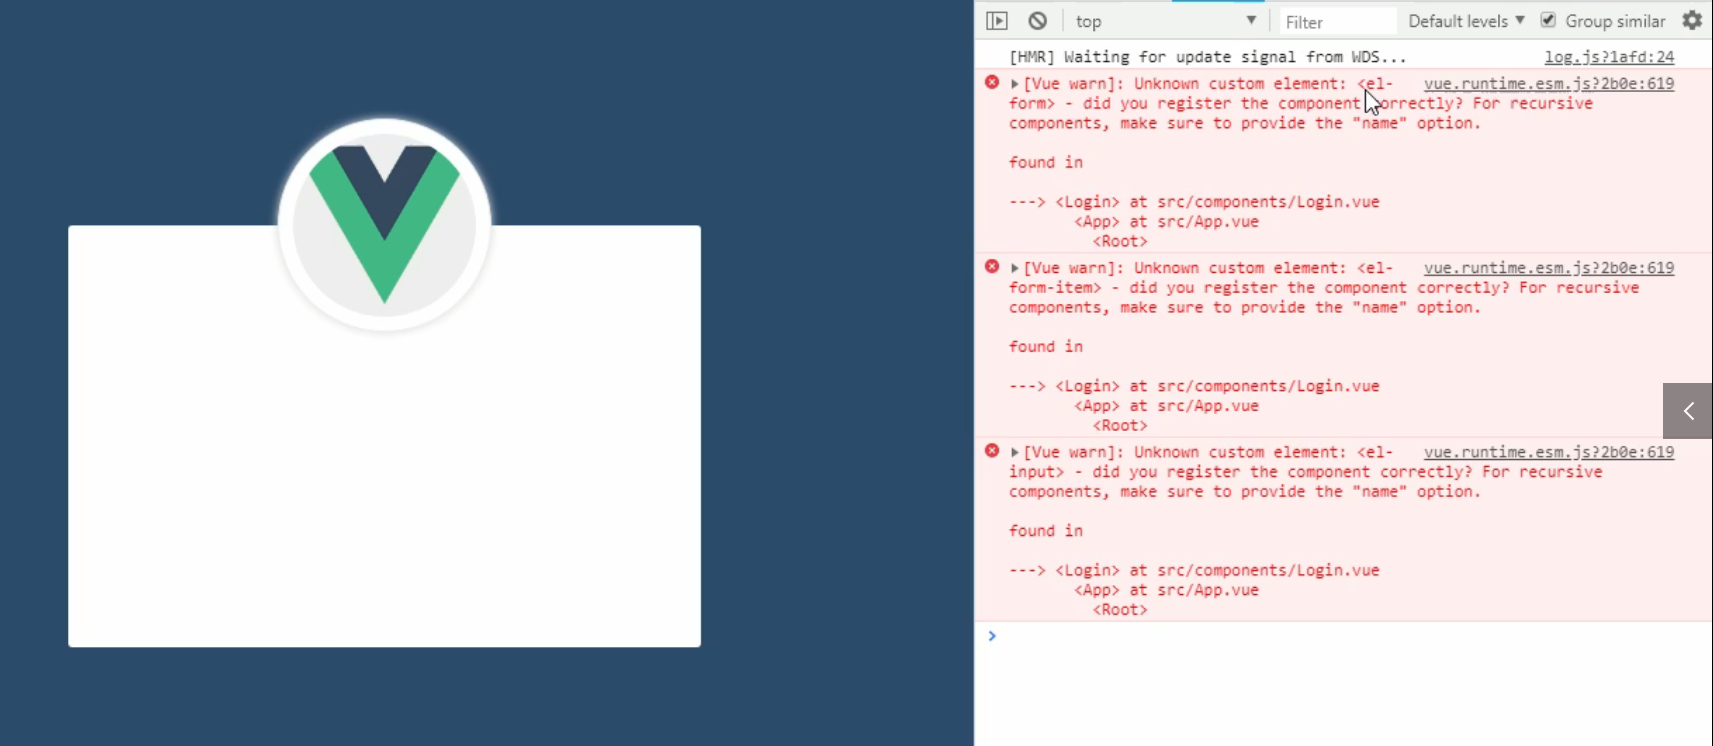 top Filter Default levels Group similar
[HMR] Waiting for update signal from WDS... log.js?1afd:24
[Vue warn]: Unknown custom element: <el- vue.runtime.esm.js?2b0e:619
form> - did you register the component correctly? For recursive
components, make sure to provide the "name" option.
found in
---> <Login> at src/components/Login.vue
<App> at src/App.vue
<Root>
[Vue warn]: Unknown custom element: <el- vue.runtime.esm.js?2b0e:619
form-item> - did you register the component correctly? For recursive
components, make sure to provide the "name" option.
found in
---> <Login> at src/components/Login.vue
<App> at src/App.vue
<Root>
[Vue warn]: Unknown custom element: <el- vue.runtime.esm.js?2b0e:619
input> - did you register the component correctly? For recursive
components, make sure to provide the "name" option.
found in
---> <Login> at src/components/Login.vue
<App> at src/App.vue
<Root>